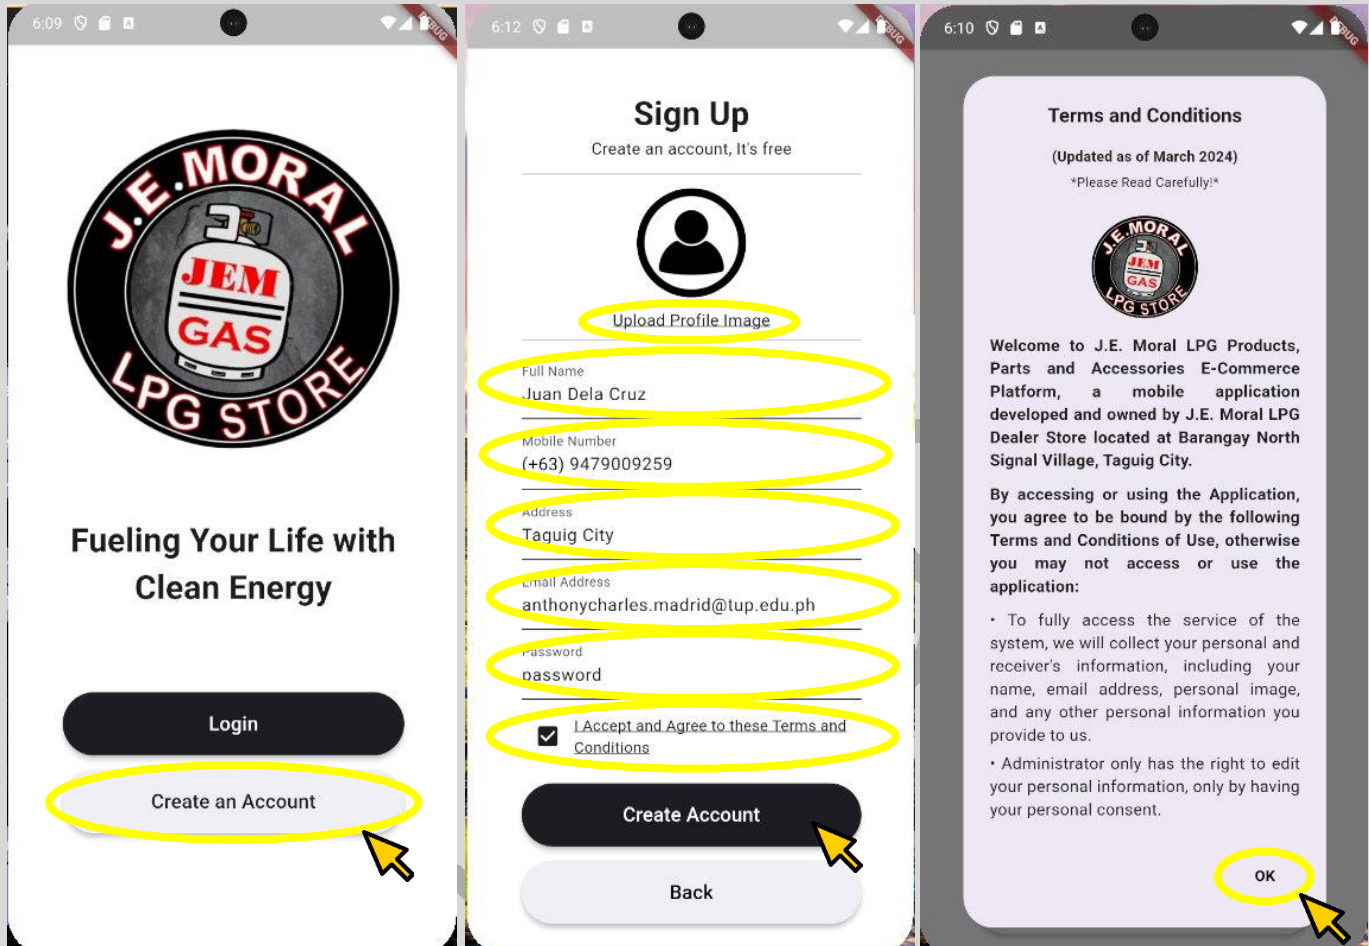 6:09
DEBUG
J.E. MORAL
JEM
GAS
LPG STORE
Fueling Your Life with
Clean Energy
Login
Create an Account
6:12
DEBUG
Sign Up
Create an account, It's free
Upload Profile Image
Full Name
Juan Dela Cruz
Mobile Number
(+63) 9479009259
Address
Taguig City
Email Address
anthonycharles.madrid@tup.edu.ph
Password
password
I Accept and Agree to these Terms and
Conditions
Create Account
Back
6:10
DEBUG
Terms and Conditions
(Updated as of March 2024)
*Please Read Carefully!*
J.E. MORAL
JEM
GAS
LPG STORE
Welcome to J.E. Moral LPG Products,
Parts and Accessories E-Commerce
Platform, a mobile application
developed and owned by J.E. Moral LPG
Dealer Store located at Barangay North
Signal Village, Taguig City.
By accessing or using the Application,
you agree to be bound by the following
Terms and Conditions of Use, otherwise
you may not access or use the
application:
• To fully access the service of the
system, we will collect your personal and
receiver's information, including your
name, email address, personal image,
and any other personal information you
provide to us.
• Administrator only has the right to edit
your personal information, only by having
your personal consent.
OK